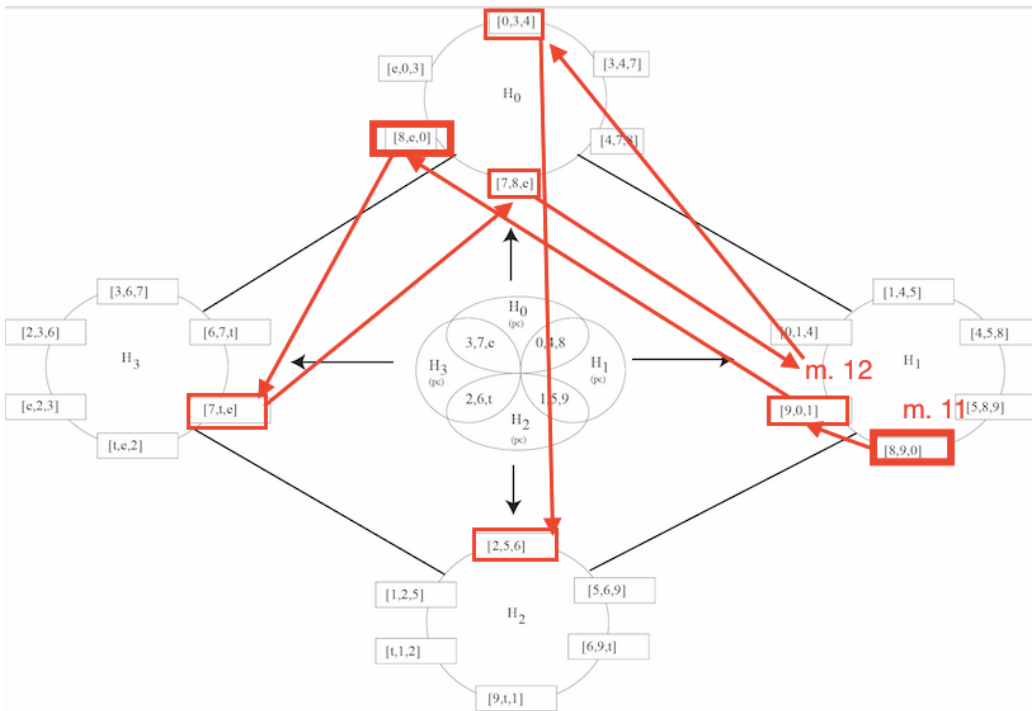 [0,3,4]
[e,0,3]
[3,4,7]
H0
[8,e,0]
[4,7,8]
[7,8,e]
[3,6,7]
[1,4,5]
[2,3,6]
[6,7,t]
H0
(pc)
[0,1,4]
[4,5,8]
3,7,e
0,4,8
H3
H3
(pc)
H1
(pc)
m. 12
H1
[e,2,3]
[7,t,e]
2,6,t
1,5,9
[9,0,1]
m. 11
[5,8,9]
H2
(pc)
[t,e,2]
[8,9,0]
[2,5,6]
[1,2,5]
[5,6,9]
H2
[t,1,2]
[6,9,t]
[9,t,1]